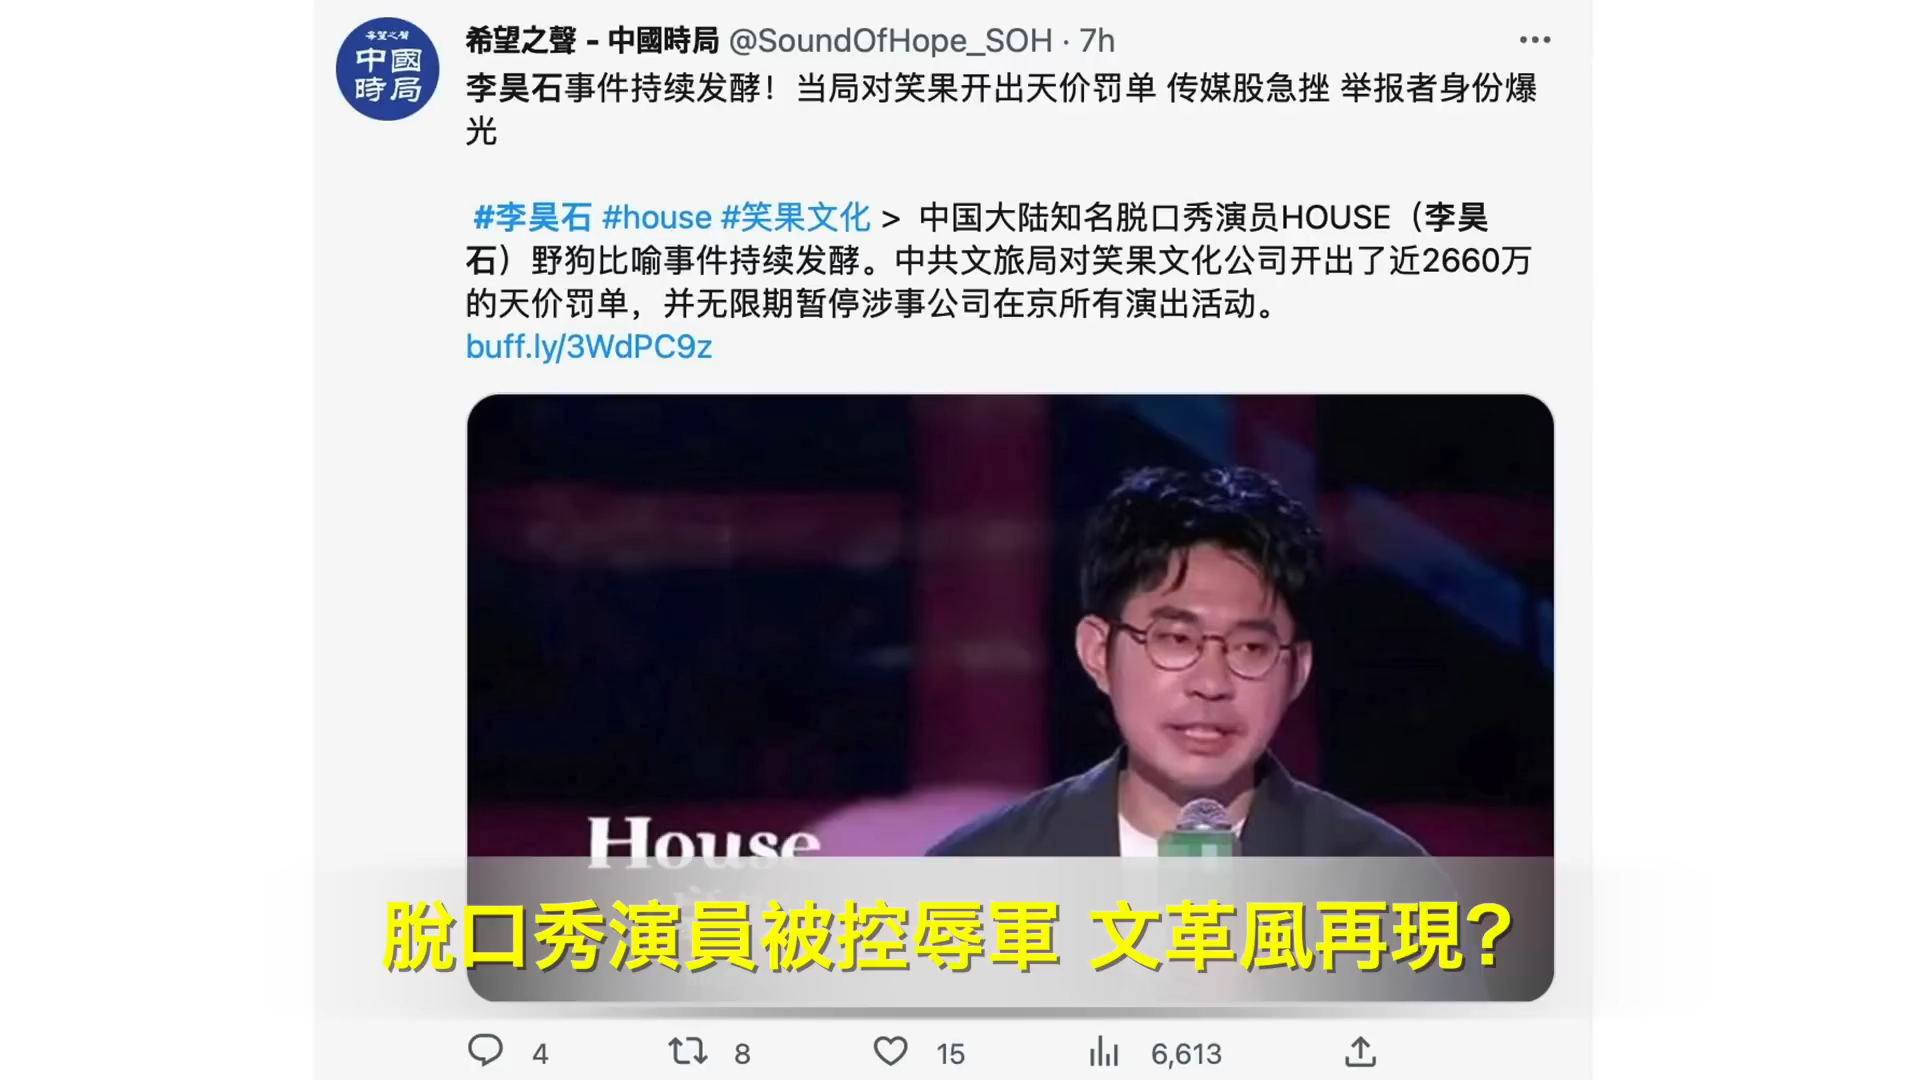 希望之聲
中國
時局
希望之聲 - 中國時局 @SoundOfHope_SOH · 7h
李昊石事件持续发酵！当局对笑果开出天价罚单 传媒股急挫 举报者身份爆
光
#李昊石 #house #笑果文化 > 中国大陆知名脱口秀演员HOUSE（李昊
石）野狗比喻事件持续发酵。中共文旅局对笑果文化公司开出了近2660万
的天价罚单，并无限期暂停涉事公司在京所有演出活动。
buff.ly/3WdPC9z
House
脫口秀演員被控辱軍 文革風再現?
4 8 15 6,613